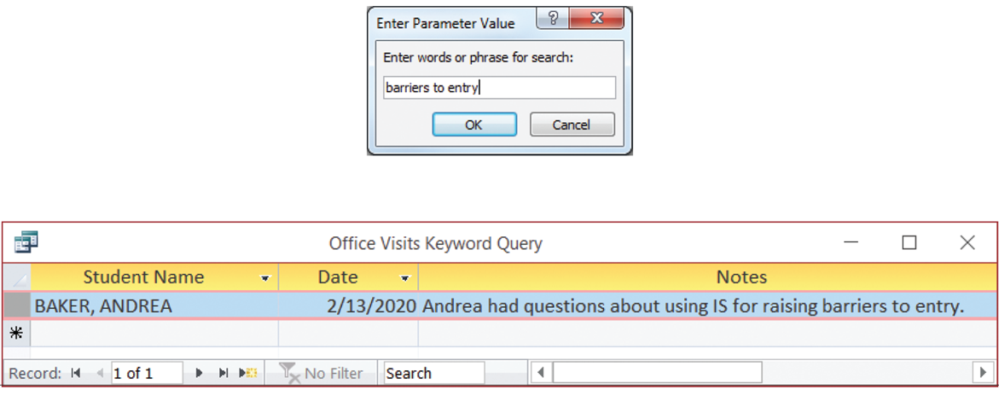 Enter Parameter Value
Enter words or phrase for search:
barriers to entry
OK Cancel
Office Visits Keyword Query
Student Name Date Notes
BAKER, ANDREA 2/13/2020 Andrea had questions about using IS for raising barriers to entry.
Record: 1 of 1 No Filter Search